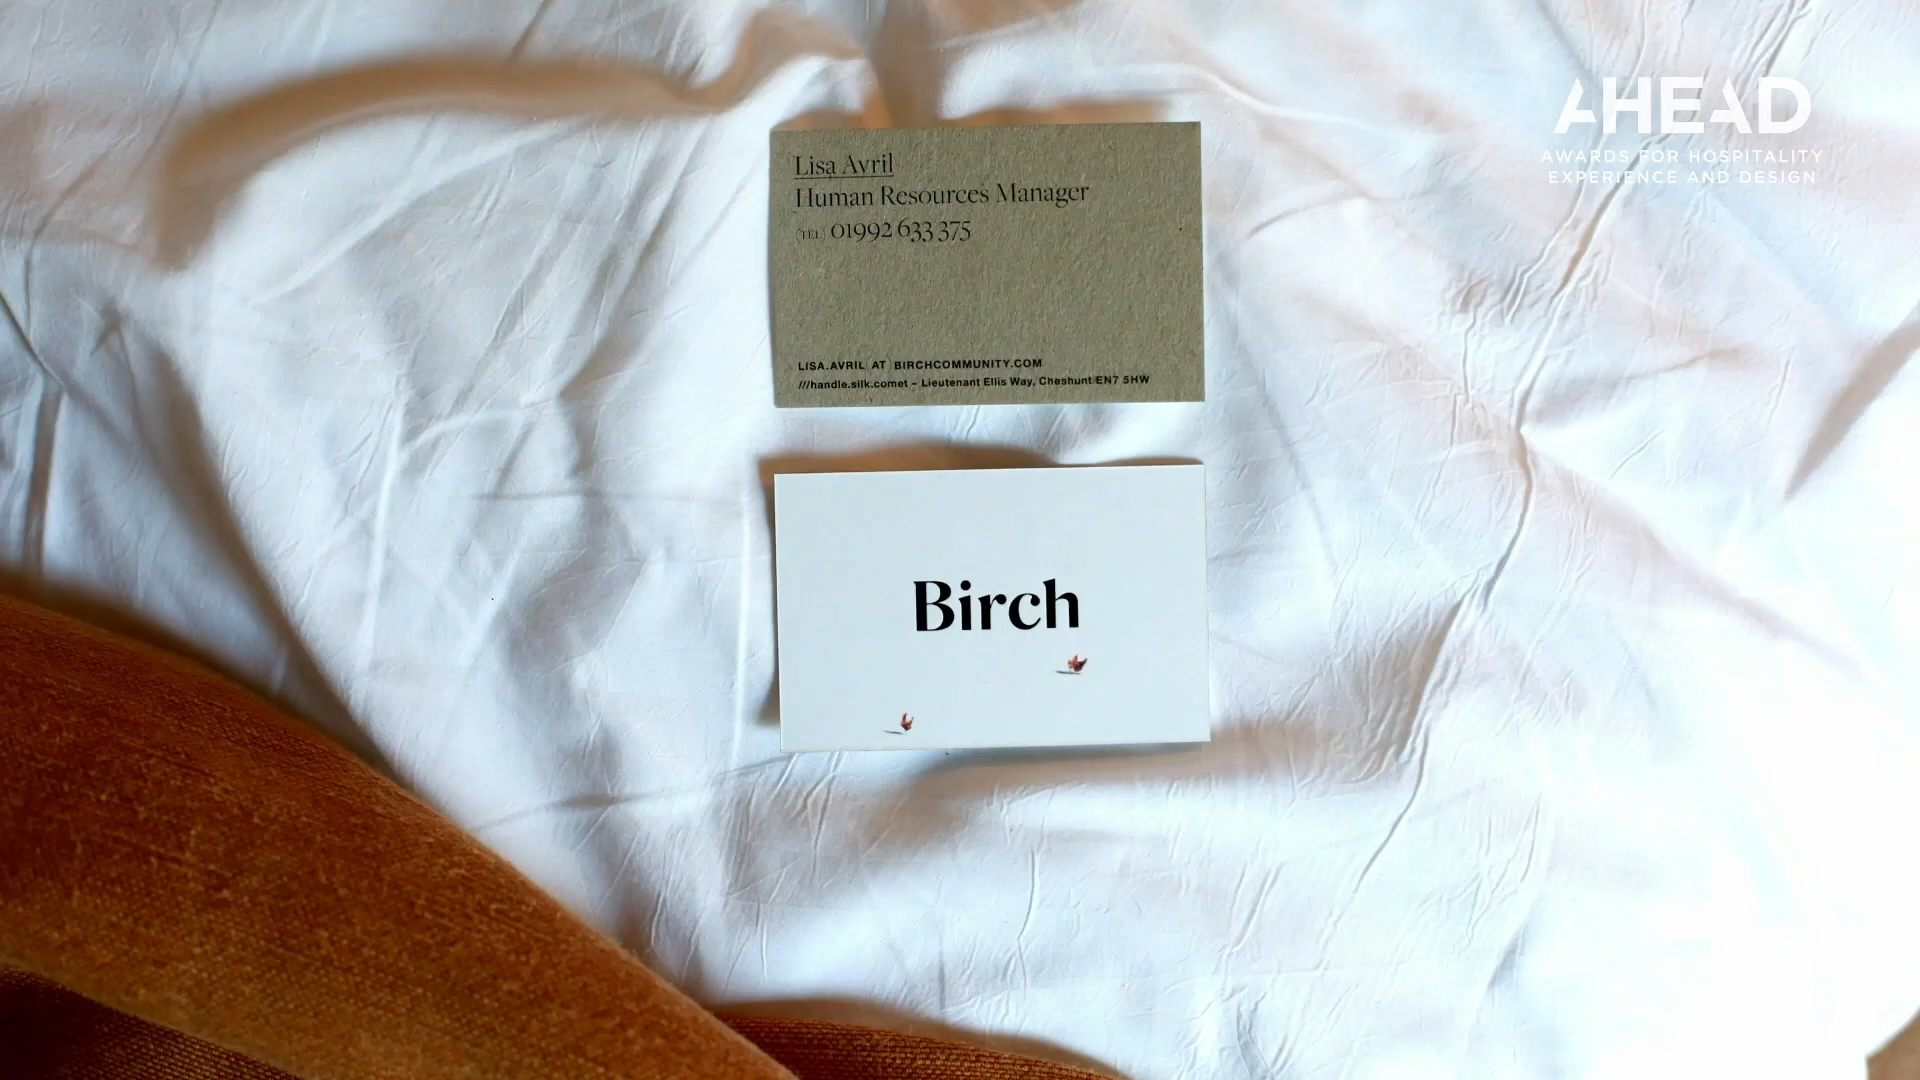 AHEAD
AWARDS FOR HOSPITALITY
EXPERIENCE AND DESIGN
Lisa Avril
Human Resources Manager
(TEL) 01992 633 375
LISA.AVRIL AT BIRCHCOMMUNITY.COM
///handle.silk.comet – Lieutenant Ellis Way, Cheshunt EN7 5HW
Birch